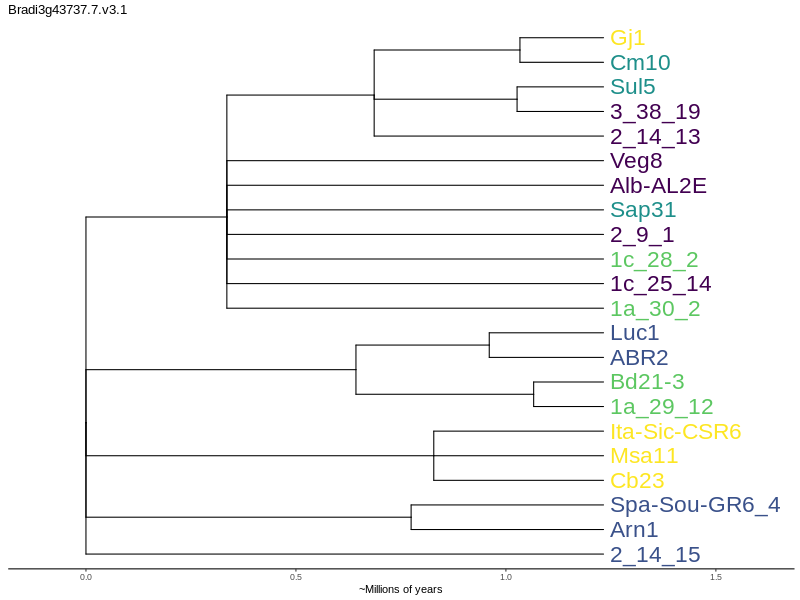 Bradi3g43737.7.v3.1
Gj1
Cm10
Sul5
3_38_19
2_14_13
Veg8
Alb-AL2E
Sap31
2_9_1
1c_28_2
1c_25_14
1a_30_2
Luc1
ABR2
Bd21-3
1a_29_12
Ita-Sic-CSR6
Msa11
Cb23
Spa-Sou-GR6_4
Arn1
2_14_15
0.0 0.5 1.0 1.5
~Millions of years